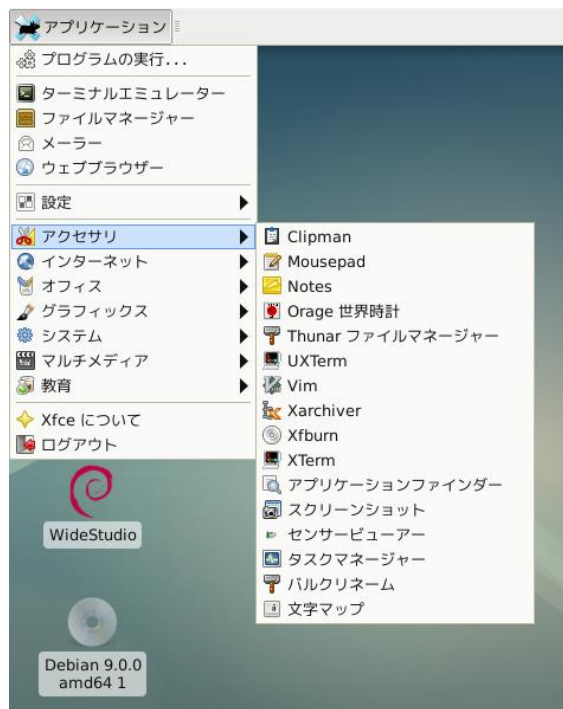 アプリケーション
プログラムの実行...
ターミナルエミュレーター
ファイルマネージャー
メーラー
ウェブブラウザー
設定
アクセサリ
インターネット
オフィス
グラフィックス
システム
マルチメディア
教育
Xfce について
ログアウト
Clipman
Mousepad
Notes
Orage 世界時計
Thunar ファイルマネージャー
UXTerm
Vim
Xarchiver
Xfburn
XTerm
アプリケーションファインダー
スクリーンショット
センサービューアー
タスクマネージャー
バルクリネーム
文字マップ
WideStudio
Debian 9.0.0
amd64 1